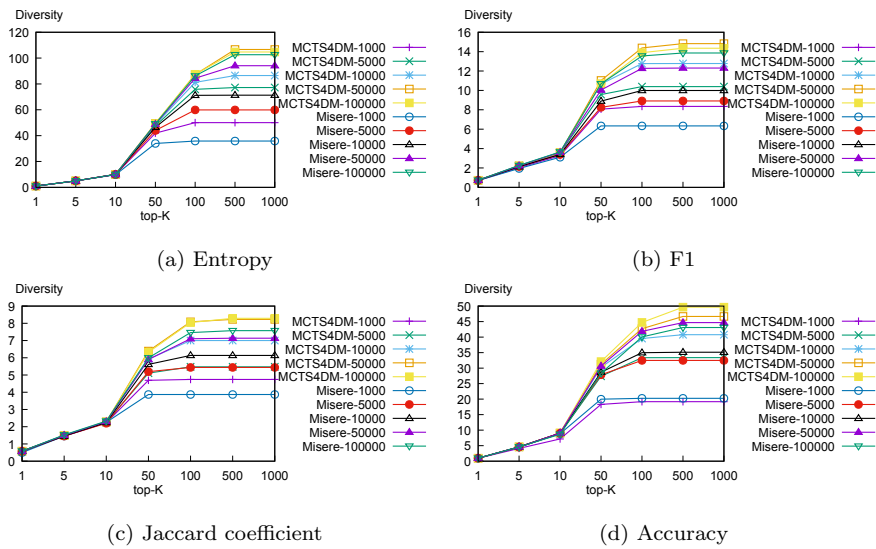 Diversity
120
100
80
60
40
20
0
1 5 10 50 100 500 1000
top-K
MCTS4DM-1000
MCTS4DM-5000
MCTS4DM-10000
MCTS4DM-50000
MCTS4DM-100000
Misere-1000
Misere-5000
Misere-10000
Misere-50000
Misere-100000
(a) Entropy
Diversity
16
14
12
10
8
6
4
2
0
1 5 10 50 100 500 1000
top-K
MCTS4DM-1000
MCTS4DM-5000
MCTS4DM-10000
MCTS4DM-50000
MCTS4DM-100000
Misere-1000
Misere-5000
Misere-10000
Misere-50000
Misere-100000
(b) F1
Diversity
9
8
7
6
5
4
3
2
1
0
1 5 10 50 100 500 1000
top-K
MCTS4DM-1000
MCTS4DM-5000
MCTS4DM-10000
MCTS4DM-50000
MCTS4DM-100000
Misere-1000
Misere-5000
Misere-10000
Misere-50000
Misere-100000
(c) Jaccard coefficient
Diversity
50
45
40
35
30
25
20
15
10
5
0
1 5 10 50 100 500 1000
top-K
MCTS4DM-1000
MCTS4DM-5000
MCTS4DM-10000
MCTS4DM-50000
MCTS4DM-100000
Misere-1000
Misere-5000
Misere-10000
Misere-50000
Misere-100000
(d) Accuracy